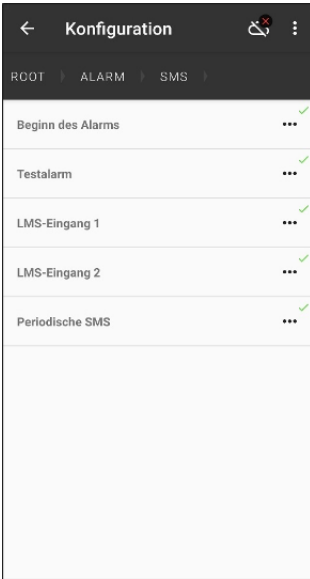 Konfiguration
ROOT ALARM SMS
Beginn des Alarms
Testalarm
LMS-Eingang 1
LMS-Eingang 2
Periodische SMS